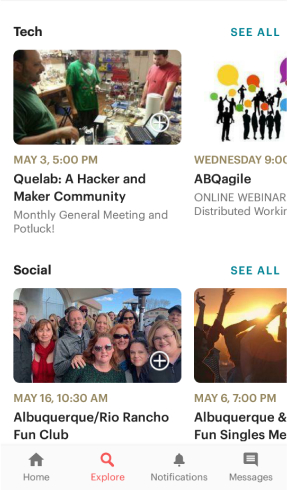 Tech SEE ALL
MAY 3, 5:00 PM
Quelab: A Hacker and
Maker Community
Monthly General Meeting and
Potluck!
WEDNESDAY 9:00
ABQagile
ONLINE WEBINAR
Distributed Workin
Social SEE ALL
MAY 16, 10:30 AM
Albuquerque/Rio Rancho
Fun Club
MAY 6, 7:00 PM
Albuquerque &
Fun Singles Me
Home Explore Notifications Messages